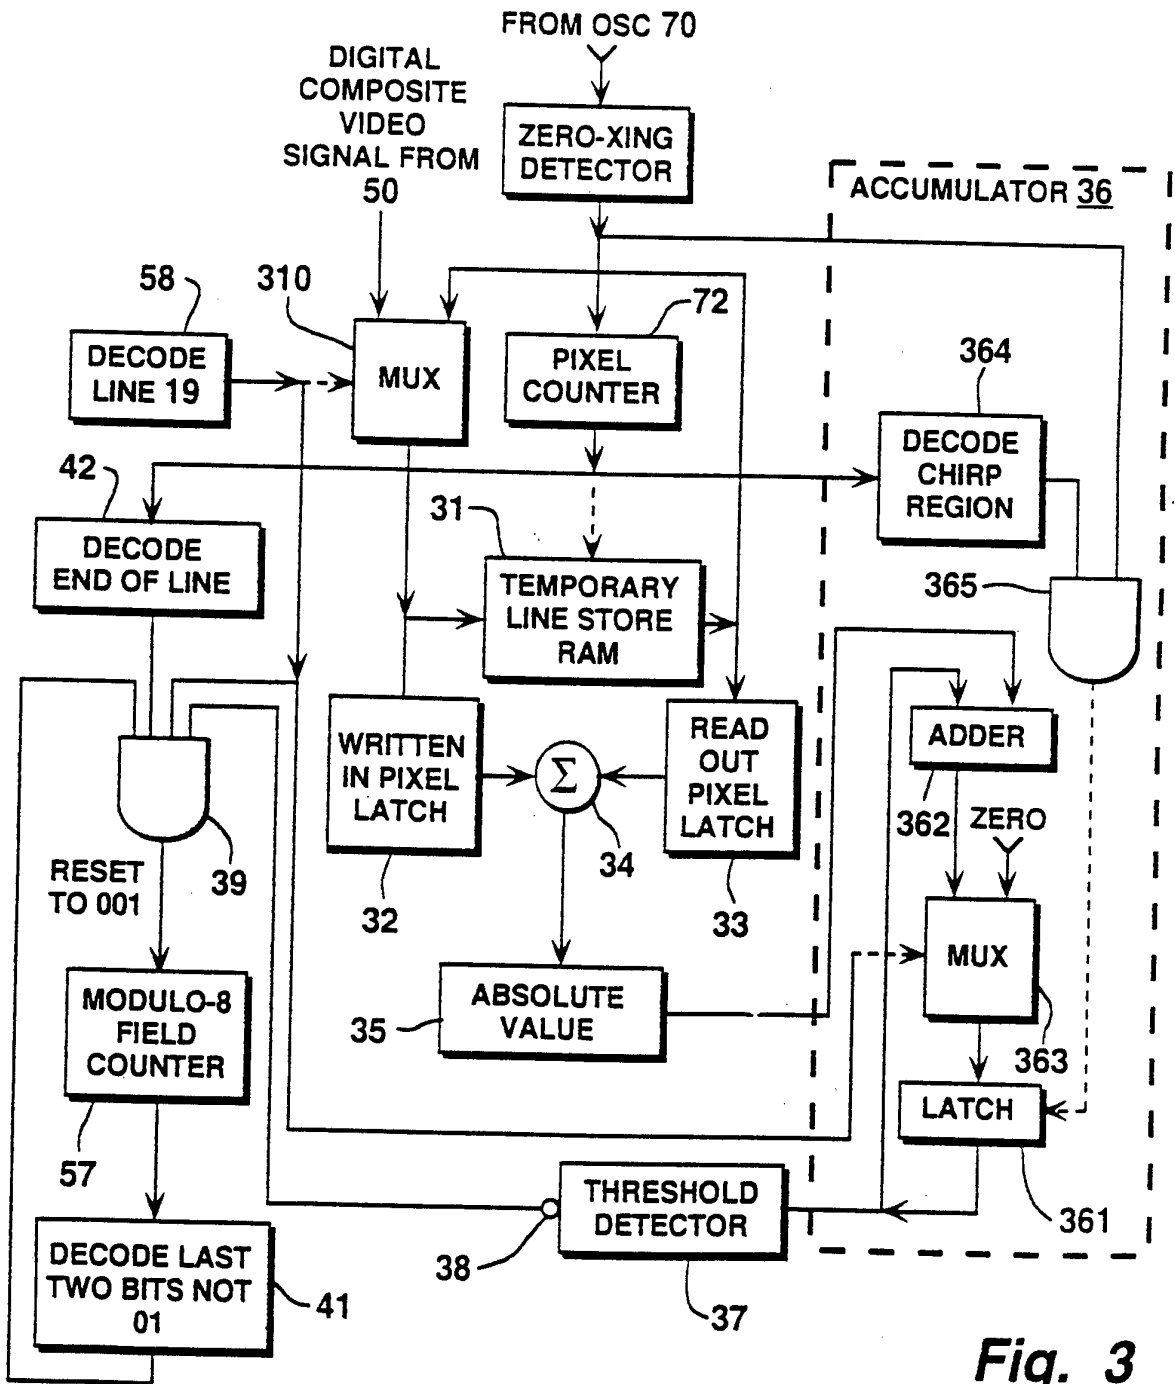 FROM OSC 70
DIGITAL
COMPOSITE
VIDEO
SIGNAL FROM
50
ZERO-XING
DETECTOR
ACCUMULATOR 36
58
310
72
DECODE
LINE 19
MUX
PIXEL
COUNTER
364
DECODE
CHIRP
REGION
42
31
DECODE
END OF LINE
TEMPORARY
LINE STORE
RAM
365
WRITTEN
IN PIXEL
LATCH
Σ
READ
OUT
PIXEL
LATCH
ADDER
362
ZERO
34
39
RESET
TO 001
32
33
MUX
363
MODULO-8
FIELD
COUNTER
ABSOLUTE
VALUE
35
LATCH
361
57
THRESHOLD
DETECTOR
38
37
DECODE LAST
TWO BITS NOT
01
41
Fig. 3